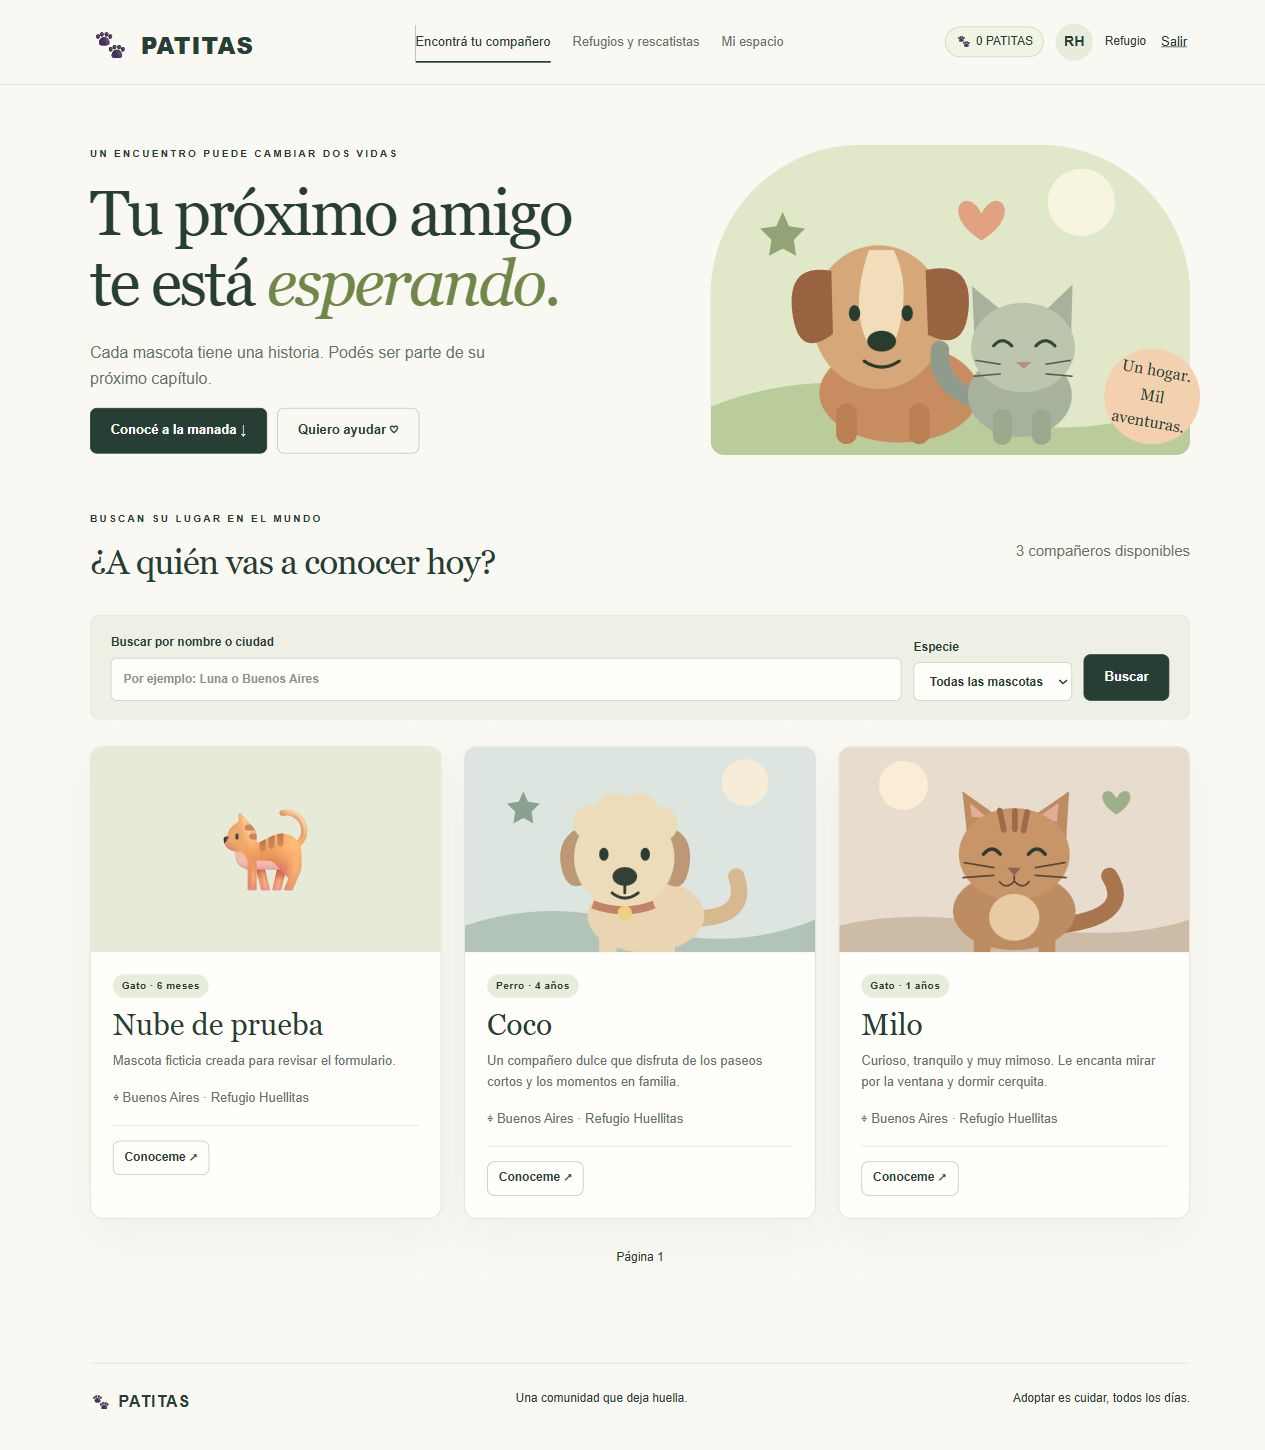 PATITAS
Encontrá tu compañero
Refugios y rescatistas
Mi espacio
0 PATITAS
RH
Refugio
Salir
UN ENCUENTRO PUEDE CAMBIAR DOS VIDAS
Tu próximo amigo
te está esperando.
Cada mascota tiene una historia. Podés ser parte de su
próximo capítulo.
Conocé a la manada ↓
Quiero ayudar ♡
Un hogar.
Mil
aventuras.
BUSCAN SU LUGAR EN EL MUNDO
¿A quién vas a conocer hoy?
3 compañeros disponibles
Buscar por nombre o ciudad
Por ejemplo: Luna o Buenos Aires
Especie
Todas las mascotas
Buscar
Gato · 6 meses
Nube de prueba
Mascota ficticia creada para revisar el formulario.
⌖ Buenos Aires · Refugio Huellitas
Conoceme ↗
Perro · 4 años
Coco
Un compañero dulce que disfruta de los paseos
cortos y los momentos en familia.
⌖ Buenos Aires · Refugio Huellitas
Conoceme ↗
Gato · 1 años
Milo
Curioso, tranquilo y muy mimoso. Le encanta mirar
por la ventana y dormir cerquita.
⌖ Buenos Aires · Refugio Huellitas
Conoceme ↗
Página 1
PATITAS
Una comunidad que deja huella.
Adoptar es cuidar, todos los días.